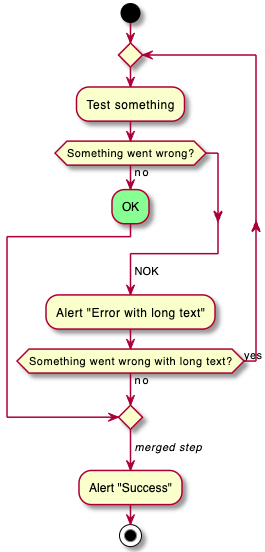 Test something
Something went wrong?
no
OK
NOK
Alert "Error with long text"
Something went wrong with long text?
yes
no
merged step
Alert "Success"